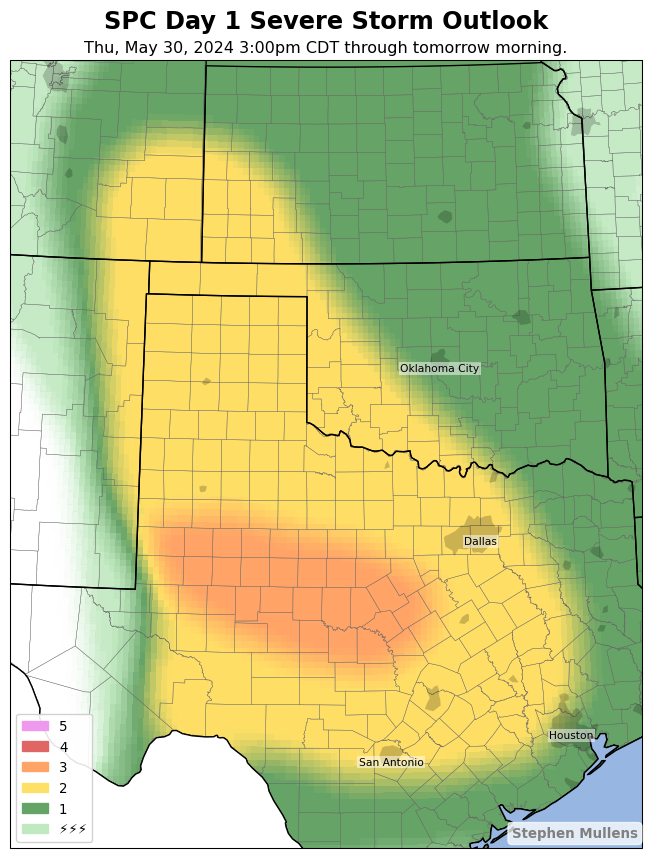 SPC Day 1 Severe Storm Outlook
Thu, May 30, 2024 3:00pm CDT through tomorrow morning.
Oklahoma City
Dallas
Houston
San Antonio
5
4
3
2
1
⚡⚡⚡
Stephen Mullens